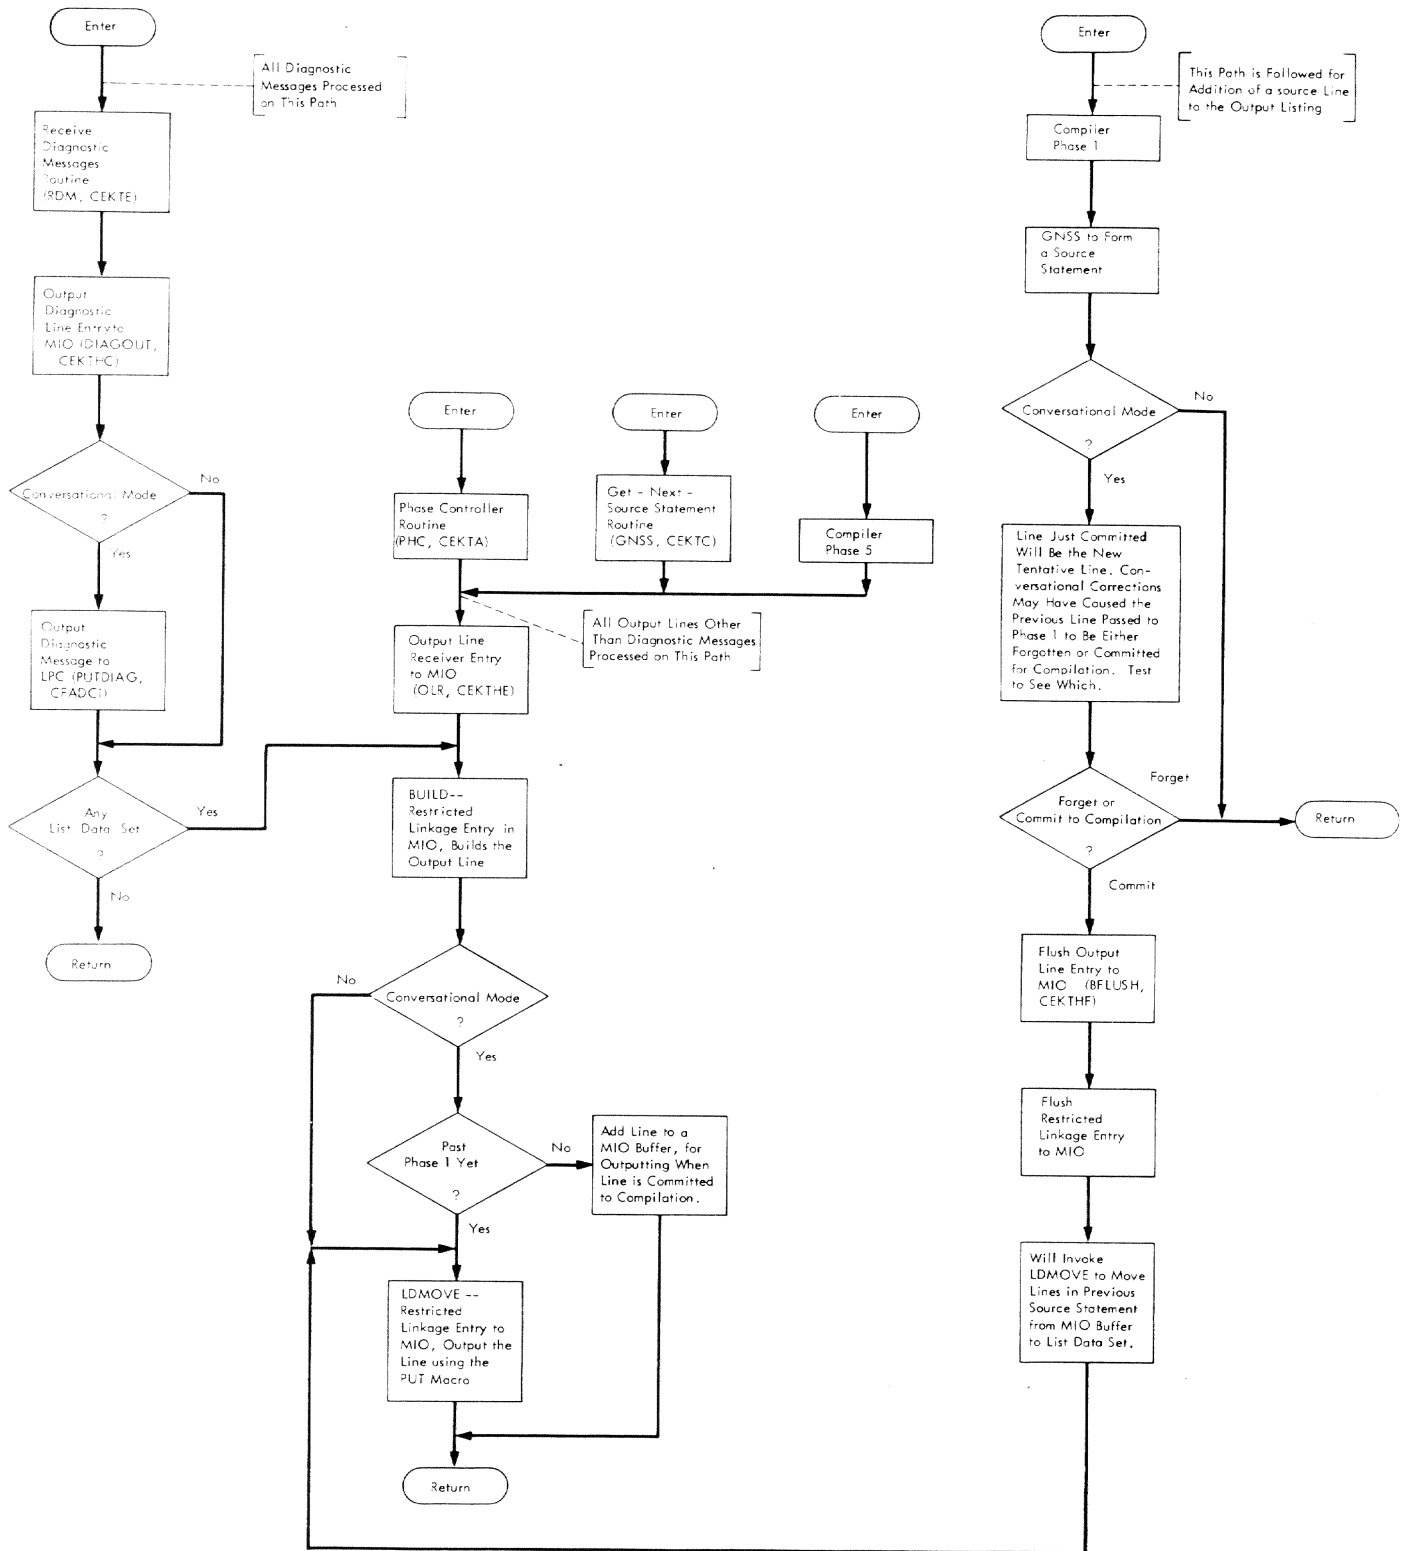 Enter
All Diagnostic
Messages Processed
on This Path
Receive
Diagnostic
Messages
Routine
(RDM, CEKTE)
Output
Diagnostic
Line Entry to
MIO (DIAGOUT,
CEKTHC)
Conversational Mode
?
No
Yes
Output
Diagnostic
Message to
LPC (PUTDIAG,
CFADC1)
Any
List Data Set
?
Yes
No
Return
Enter
Phase Controller
Routine
(PHC, CEKTA)
Enter
Get - Next -
Source Statement
Routine
(GNSS, CEKTC)
Enter
Compiler
Phase 5
All Output Lines Other
Than Diagnostic Messages
Processed on This Path
Output Line
Receiver Entry
to MIO
(OLR, CEKTHE)
BUILD--
Restricted
Linkage Entry in
MIO, Builds the
Output Line
No
Conversational Mode
?
Yes
Past
Phase 1 Yet
?
No
Add Line to a
MIO Buffer, for
Outputting When
Line is Committed
to Compilation.
Yes
LDMOVE --
Restricted
Linkage Entry to
MIO, Output the
Line using the
PUT Macro
Return
Enter
This Path is Followed for
Addition of a source Line
to the Output Listing
Compiler
Phase 1
GNSS to Form
a Source
Statement
Conversational Mode
?
No
Yes
Line Just Committed
Will Be the New
Tentative Line. Con-
versational Corrections
May Have Caused the
Previous Line Passed to
Phase 1 to Be Either
Forgotten or Committed
for Compilation. Test
to See Which.
Forget
Forget or
Commit to Compilation
?
Return
Commit
Flush Output
Line Entry to
MIO (BFLUSH,
CEKTHF)
Flush
Restricted
Linkage Entry
to MIO
Will Invoke
LDMOVE to Move
Lines in Previous
Source Statement
from MIO Buffer
to List Data Set.